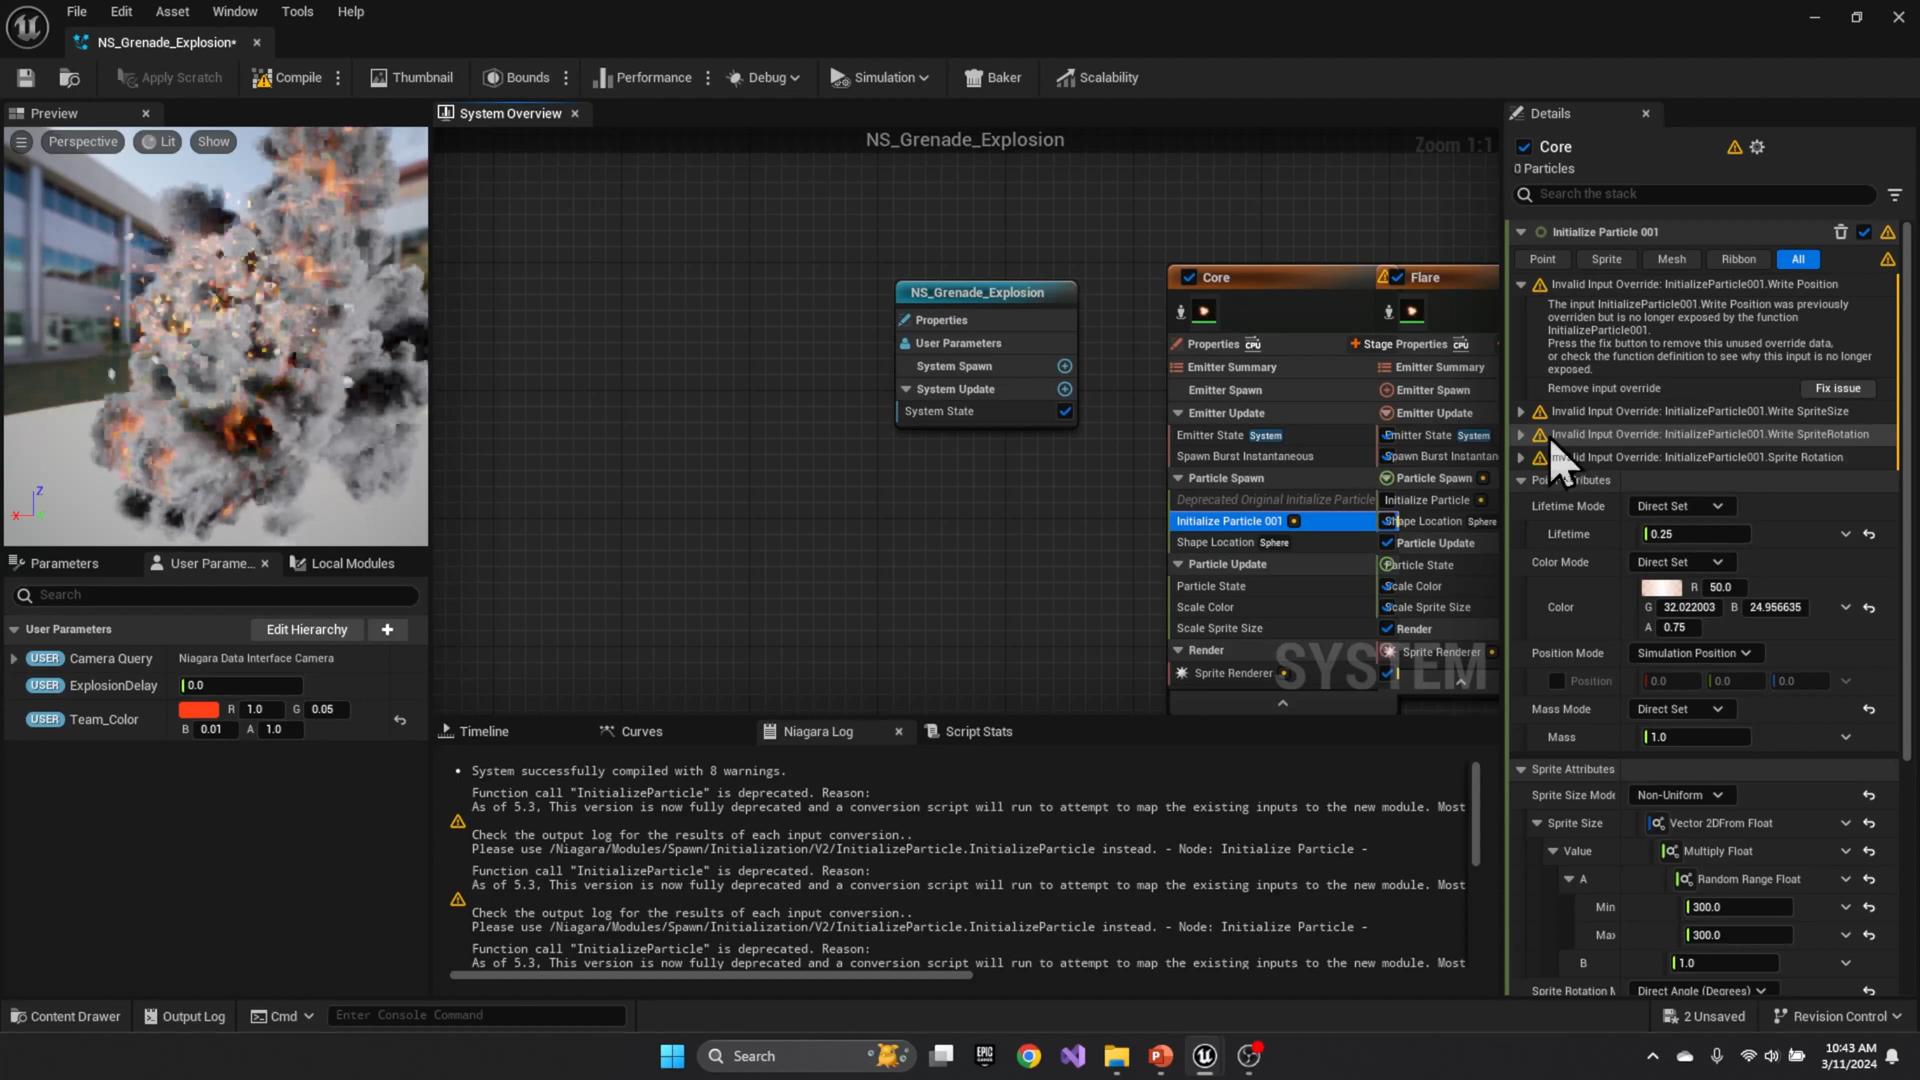 File Edit Asset Window Tools Help
NS_Grenade_Explosion*
Apply Scratch Compile Thumbnail Bounds Performance Debug Simulation Baker Scalability
Preview
Perspective Lit Show
Z
X
Parameters User Parame... Local Modules
Search
User Parameters Edit Hierarchy
USER Camera Query Niagara Data Interface Camera
USER ExplosionDelay 0.0
USER Team_Color R 1.0 G 0.05
B 0.01 A 1.0
System Overview
NS_Grenade_Explosion
Zoom 1:1
NS_Grenade_Explosion
Properties
User Parameters
System Spawn
System Update
System State
Core
Properties CPU Stage
Emitter Summary
Emitter Spawn
Emitter Update
Emitter State System
Spawn Burst Instantaneous
Particle Spawn
Deprecated Original Initialize Particle
Initialize Particle 001
Shape Location Sphere
Particle Update
Particle State
Scale Color
Scale Sprite Size
Render
Sprite Renderer
Flare
Properties CPU
Emitter Summary
Emitter Spawn
Emitter Update
Emitter State System
Spawn Burst Instantan
Particle Spawn
Initialize Particle
Shape Location Sphere
Particle Update
Particle State
Scale Color
Scale Sprite Size
Render
Sprite Renderer
SYSTEM
Timeline Curves Niagara Log Script Stats
• System successfully compiled with 8 warnings.
Function call "InitializeParticle" is deprecated. Reason:
As of 5.3, This version is now fully deprecated and a conversion script will run to attempt to map the existing inputs to the new module. Most
Check the output log for the results of each input conversion..
Please use /Niagara/Modules/Spawn/Initialization/V2/InitializeParticle.InitializeParticle instead. - Node: Initialize Particle -
Function call "InitializeParticle" is deprecated. Reason:
As of 5.3, This version is now fully deprecated and a conversion script will run to attempt to map the existing inputs to the new module. Most
Check the output log for the results of each input conversion..
Please use /Niagara/Modules/Spawn/Initialization/V2/InitializeParticle.InitializeParticle instead. - Node: Initialize Particle -
Function call "InitializeParticle" is deprecated. Reason:
As of 5.3, This version is now fully deprecated and a conversion script will run to attempt to map the existing inputs to the new module. Most
Details
Core
0 Particles
Search the stack
Initialize Particle 001
Point Sprite Mesh Ribbon All
Invalid Input Override: InitializeParticle001.Write Position
The input InitializeParticle001.Write Position was previously
overriden but is no longer exposed by the function
InitializeParticle001.
Press the fix button to remove this unused override data,
or check the function definition to see why this input is no longer
exposed.
Remove input override Fix issue
Invalid Input Override: InitializeParticle001.Write SpriteSize
Invalid Input Override: InitializeParticle001.Write SpriteRotation
Input Override: InitializeParticle001.Sprite Rotation
Attributes
Lifetime Mode Direct Set
Lifetime 0.25
Color Mode Direct Set
R 50.0
Color G 32.022003 B 24.956635
A 0.75
Position Mode Simulation Position
Position 0.0 0.0 0.0
Mass Mode Direct Set
Mass 1.0
Sprite Attributes
Sprite Size Mode Non-Uniform
Sprite Size Vector 2DFrom Float
Value Multiply Float
A Random Range Float
Min 300.0
Max 300.0
B 1.0
Sprite Rotation M Direct Angle (Degrees)
Content Drawer Output Log Cmd Enter Console Command 2 Unsaved Revision Control
Search EPIC GAMES
10:43 AM
3/11/2024